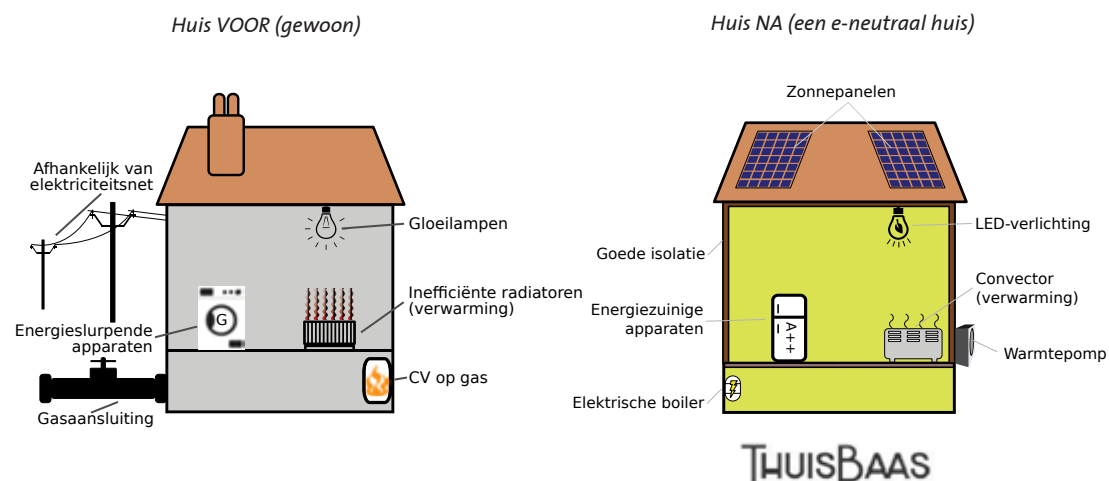 Huis VOOR (gewoon)
Afhankelijk van
elektriciteitsnet
Gloeilampen
Inefficiënte radiatoren
(verwarming)
G
Energieslurpende
apparaten
CV op gas
Gasaansluiting
Huis NA (een e-neutraal huis)
Zonnepanelen
LED-verlichting
Goede isolatie
Convector
(verwarming)
Energiezuinige
apparaten
A++
Warmtepomp
Elektrische boiler
THUISBAAS